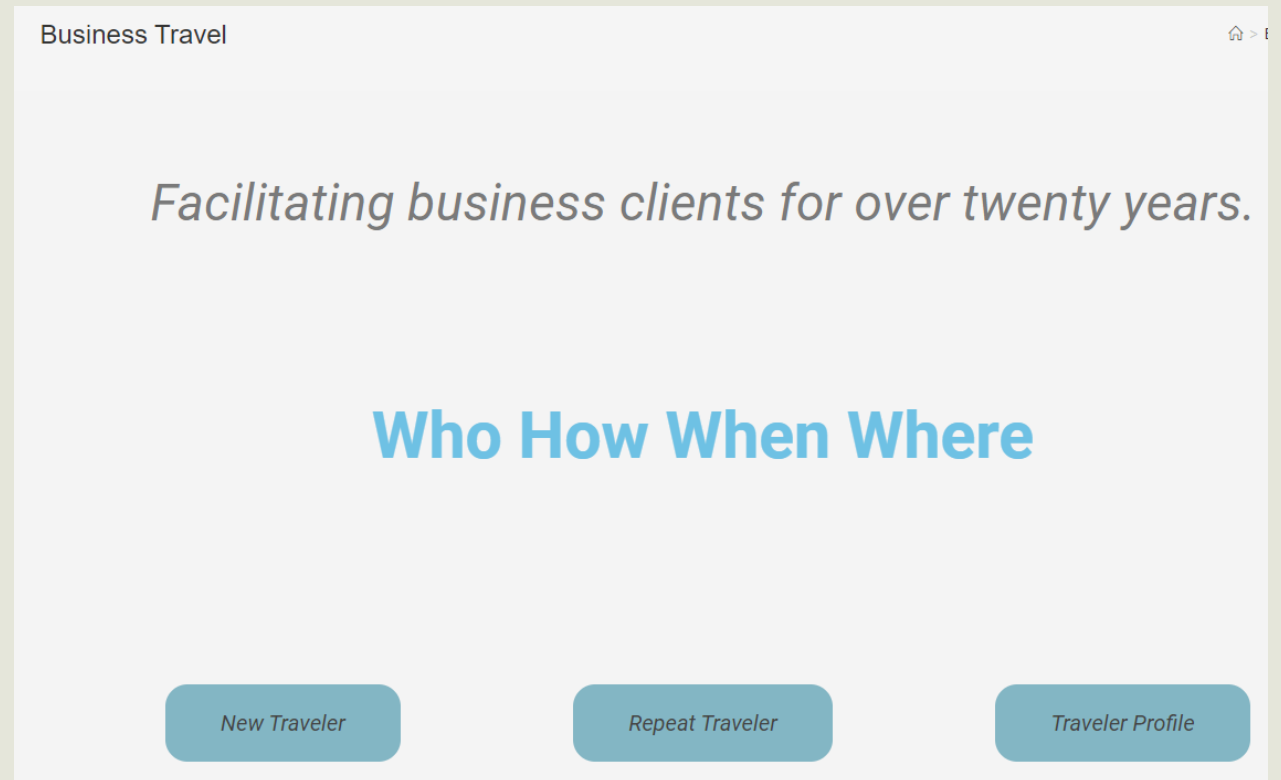 Business Travel
>
Facilitating business clients for over twenty years.
Who How When Where
New Traveler
Repeat Traveler
Traveler Profile